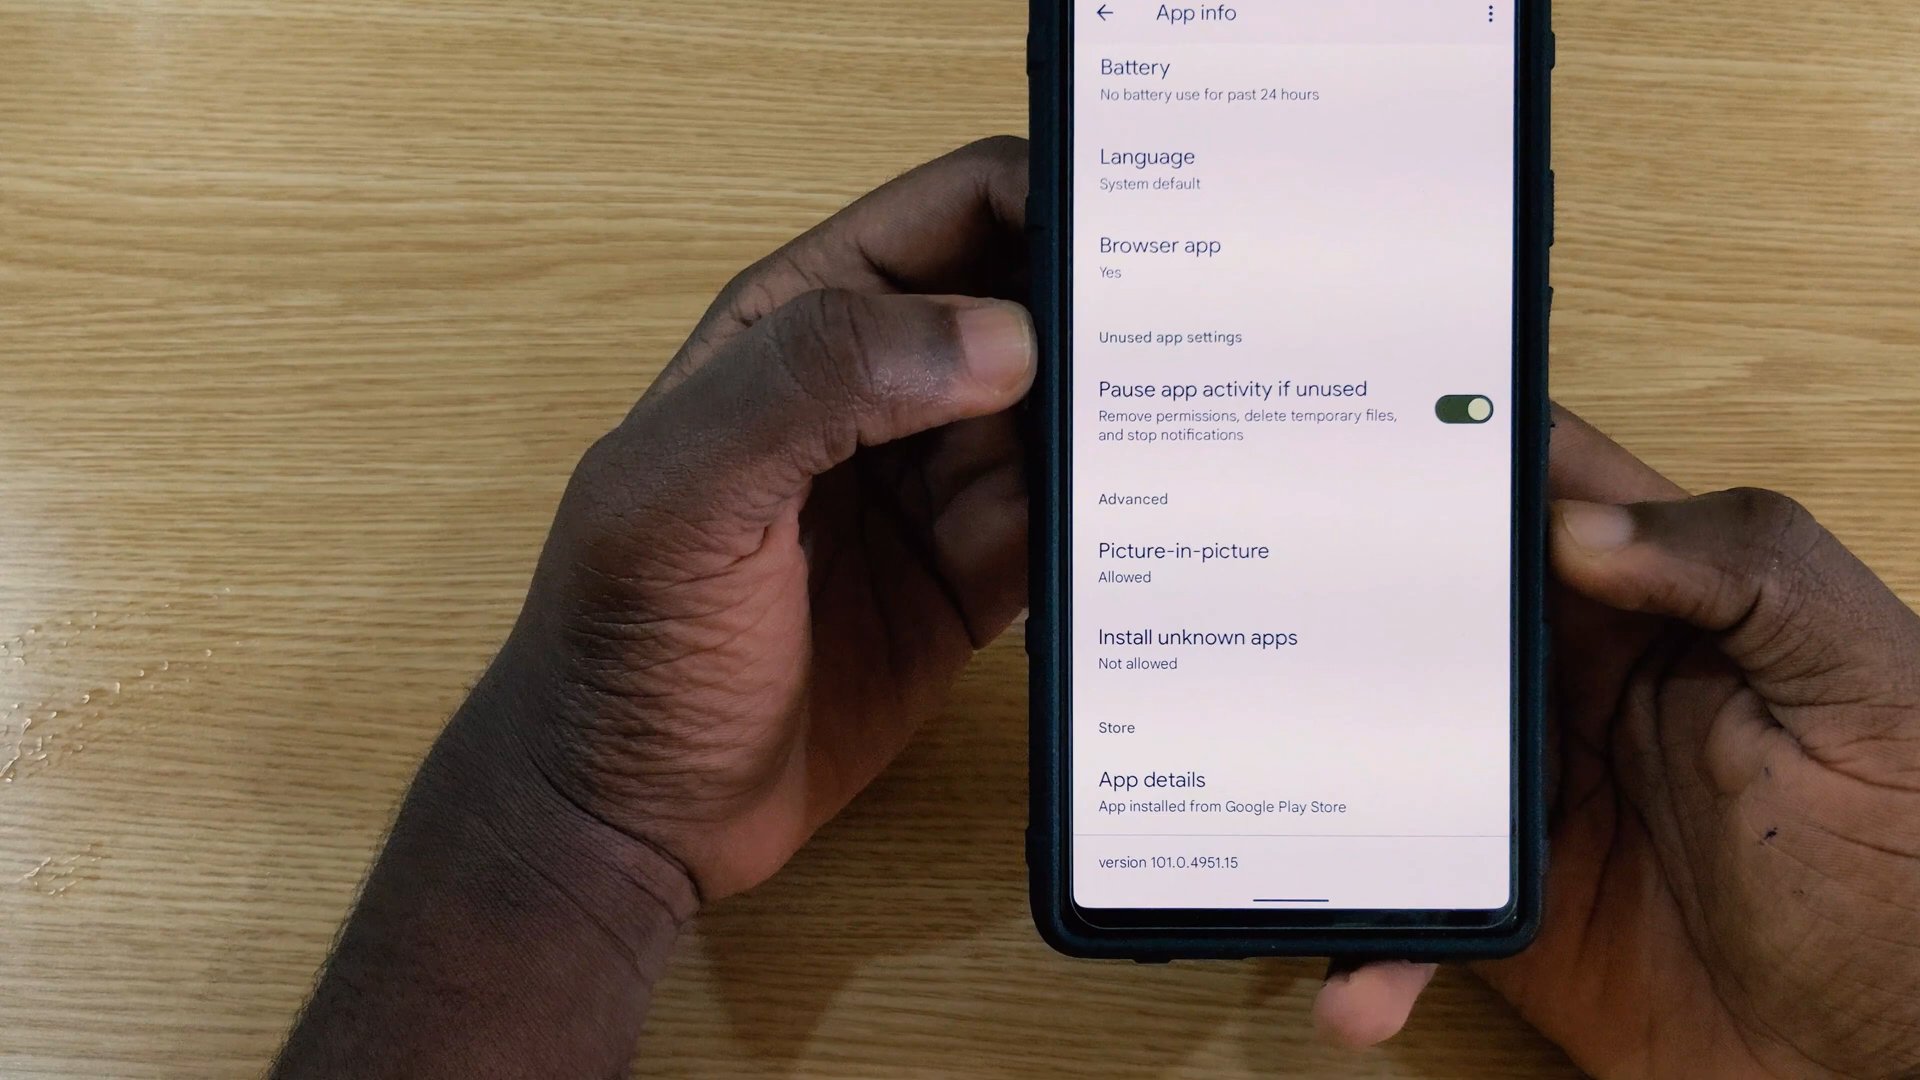 App info
Battery
No battery use for past 24 hours
Language
System default
Browser app
Yes
Unused app settings
Pause app activity if unused
Remove permissions, delete temporary files,
and stop notifications
Advanced
Picture-in-picture
Allowed
Install unknown apps
Not allowed
Store
App details
App installed from Google Play Store
version 101.0.4951.15